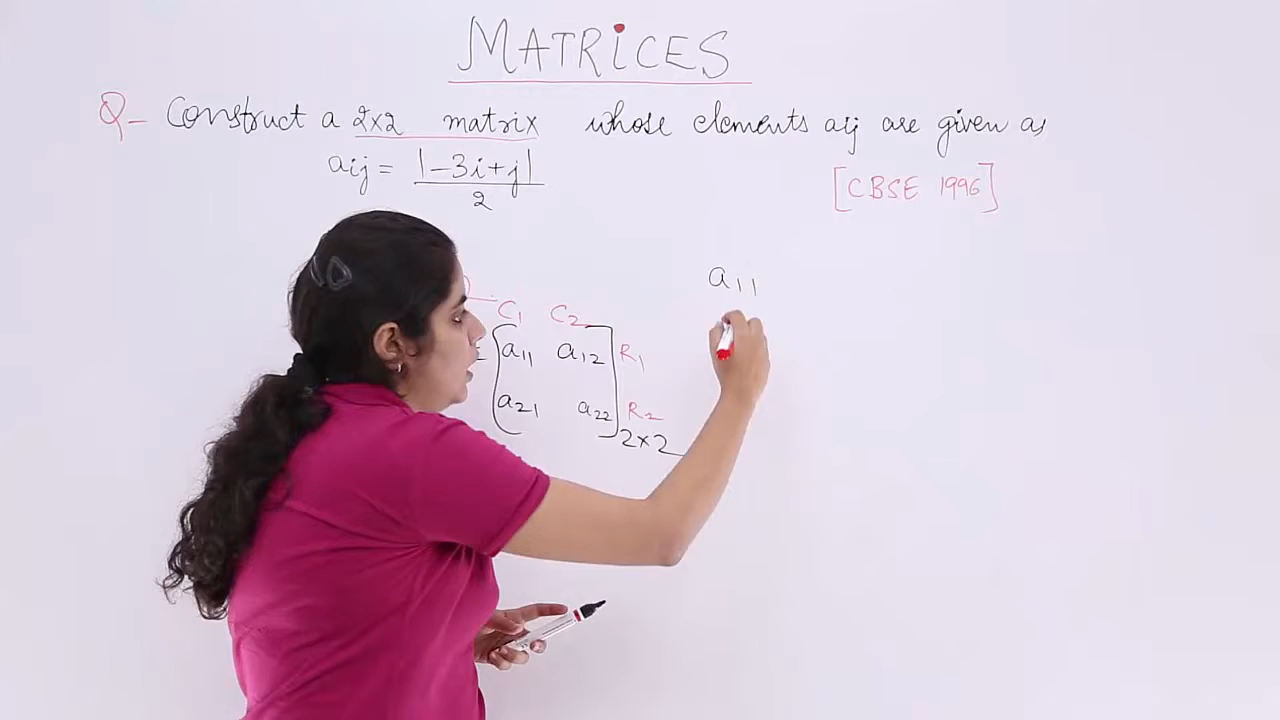 MATRICES
Q- Construct a 2x2 matrix whose elements aij are given as
aij = |-3i+j| / 2
[CBSE 1996]
a11
C1 C2
= [a11 a12] R1
a21 a22 R2
2x2